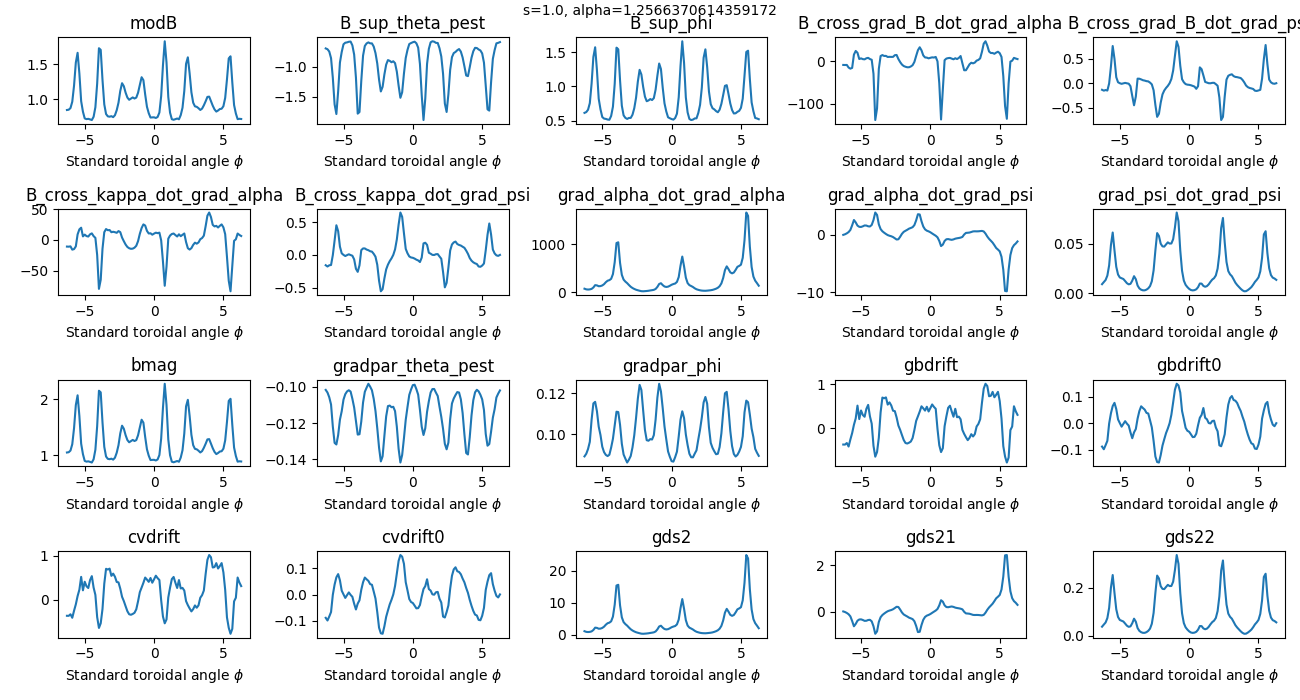 s=1.0, alpha=1.2566370614359172
modB
B_sup_theta_pest
B_sup_phi
B_cross_grad_B_dot_grad_alpha
B_cross_grad_B_dot_grad_ps
1.5
1.0
−5
0
5
Standard toroidal angle ϕ
−1.0
−1.5
−5
0
5
Standard toroidal angle ϕ
1.5
1.0
0.5
−5
0
5
Standard toroidal angle ϕ
0
−100
−5
0
5
Standard toroidal angle ϕ
0.5
0.0
−0.5
−5
0
5
Standard toroidal angle ϕ
B_cross_kappa_dot_grad_alpha
B_cross_kappa_dot_grad_psi
grad_alpha_dot_grad_alpha
grad_alpha_dot_grad_psi
grad_psi_dot_grad_psi
50
0
−50
−5
0
5
Standard toroidal angle ϕ
0.5
0.0
−0.5
−5
0
5
Standard toroidal angle ϕ
1000
0
−5
0
5
Standard toroidal angle ϕ
0
−10
−5
0
5
Standard toroidal angle ϕ
0.05
0.00
−5
0
5
Standard toroidal angle ϕ
bmag
gradpar_theta_pest
gradpar_phi
gbdrift
gbdrift0
2
1
−5
0
5
Standard toroidal angle ϕ
−0.10
−0.12
−0.14
−5
0
5
Standard toroidal angle ϕ
0.12
0.10
−5
0
5
Standard toroidal angle ϕ
1
0
−5
0
5
Standard toroidal angle ϕ
0.1
0.0
−0.1
−5
0
5
Standard toroidal angle ϕ
cvdrift
cvdrift0
gds2
gds21
gds22
1
0
−5
0
5
Standard toroidal angle ϕ
0.1
0.0
−0.1
−5
0
5
Standard toroidal angle ϕ
20
10
0
−5
0
5
Standard toroidal angle ϕ
2
0
−5
0
5
Standard toroidal angle ϕ
0.2
0.0
−5
0
5
Standard toroidal angle ϕ